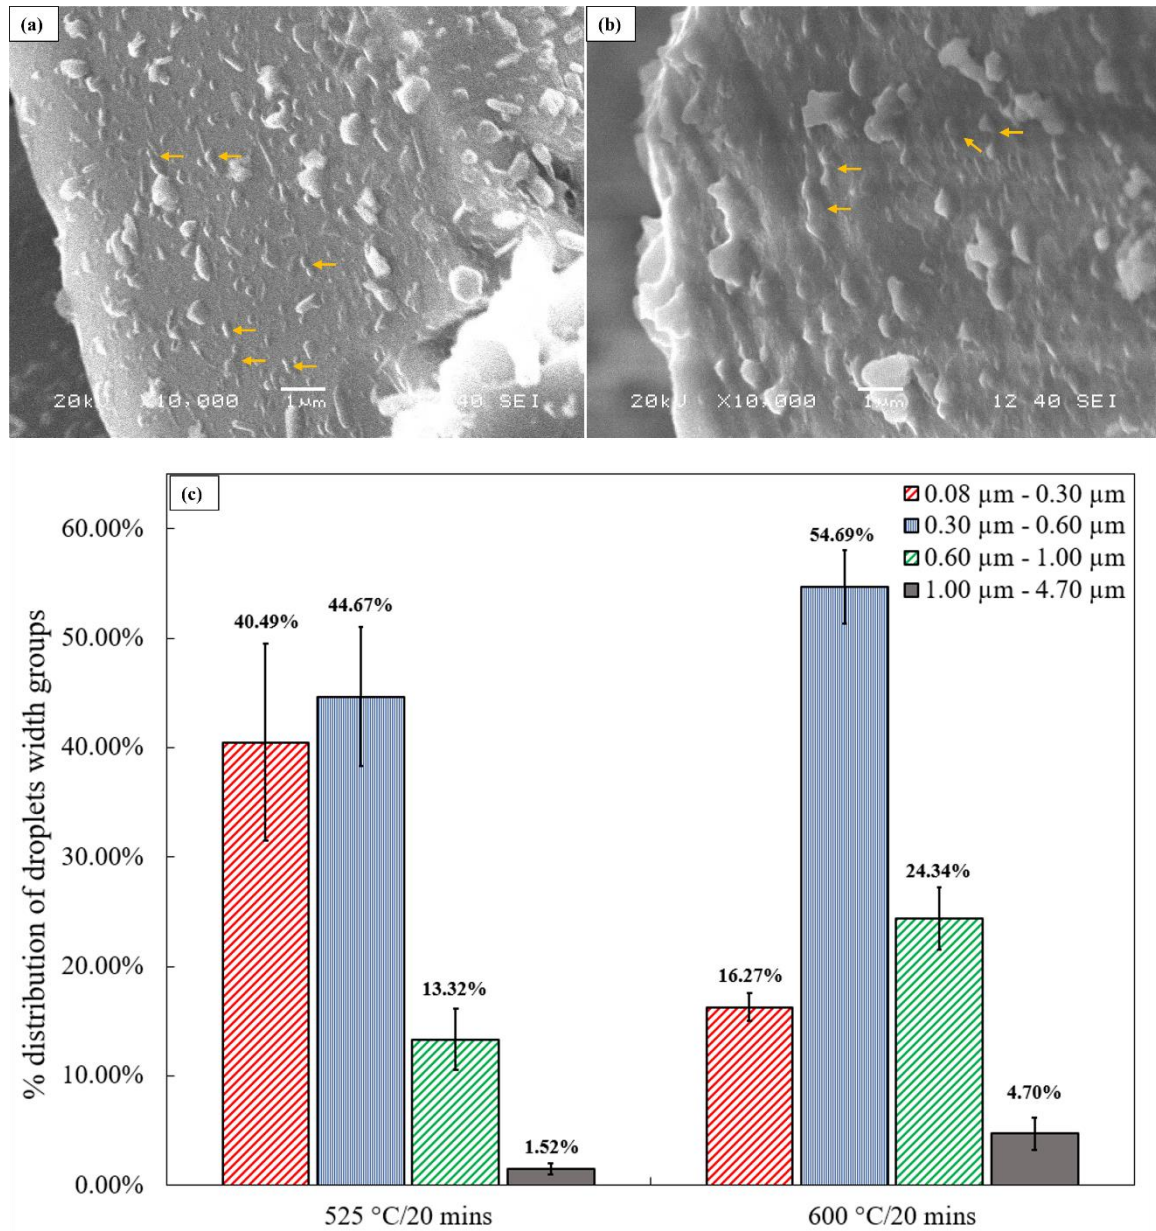 (a)
20kU X10,000 1µm 40 SEI
(b)
20kU X10,000 1µm 12 40 SEI
(c)
0.08 µm - 0.30 µm
0.30 µm - 0.60 µm
0.60 µm - 1.00 µm
1.00 µm - 4.70 µm
% distribution of droplets width groups
60.00%
50.00%
40.00%
30.00%
20.00%
10.00%
0.00%
40.49%
44.67%
13.32%
1.52%
16.27%
54.69%
24.34%
4.70%
525 °C/20 mins
600 °C/20 mins